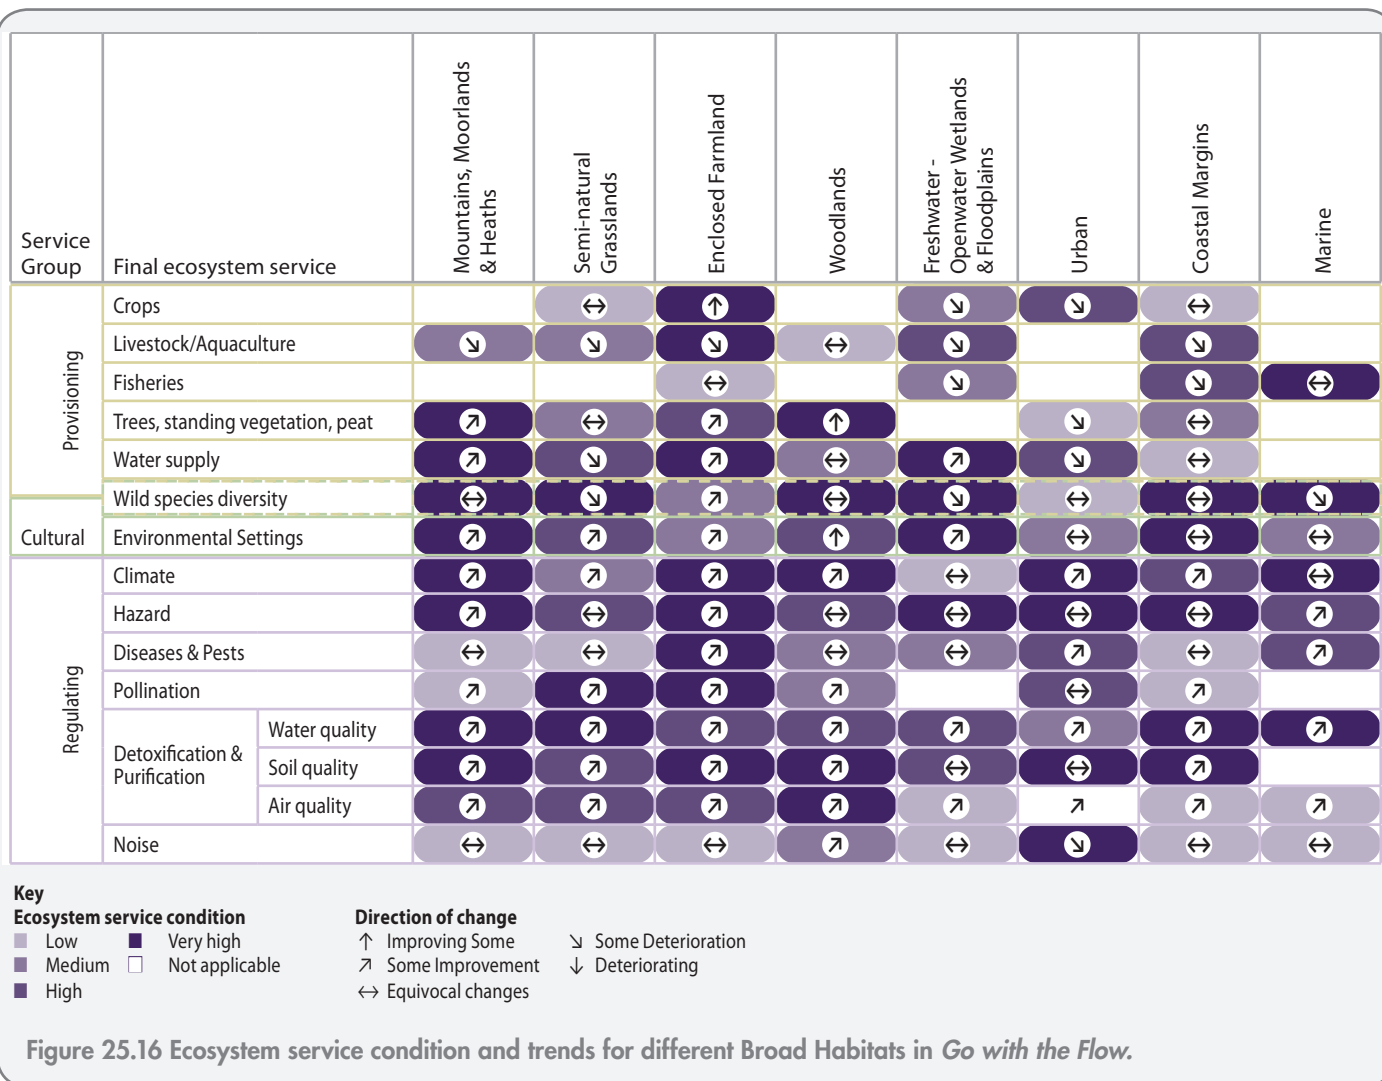 Service
Group
Final ecosystem service
Mountains, Moorlands
& Heaths
Semi-natural
Grasslands
Enclosed Farmland
Woodlands
Freshwater -
Openwater Wetlands
& Floodplains
Urban
Coastal Margins
Marine
Provisioning
Crops
Livestock/Aquaculture
Fisheries
Trees, standing vegetation, peat
Water supply
Wild species diversity
Cultural
Environmental Settings
Regulating
Climate
Hazard
Diseases & Pests
Pollination
Detoxification &
Purification
Water quality
Soil quality
Air quality
Noise
Key
Ecosystem service condition
Low
Very high
Medium
Not applicable
High
Direction of change
↑ Improving Some
↘ Some Deterioration
↗ Some Improvement
↓ Deteriorating
↔ Equivocal changes
Figure 25.16 Ecosystem service condition and trends for different Broad Habitats in Go with the Flow.